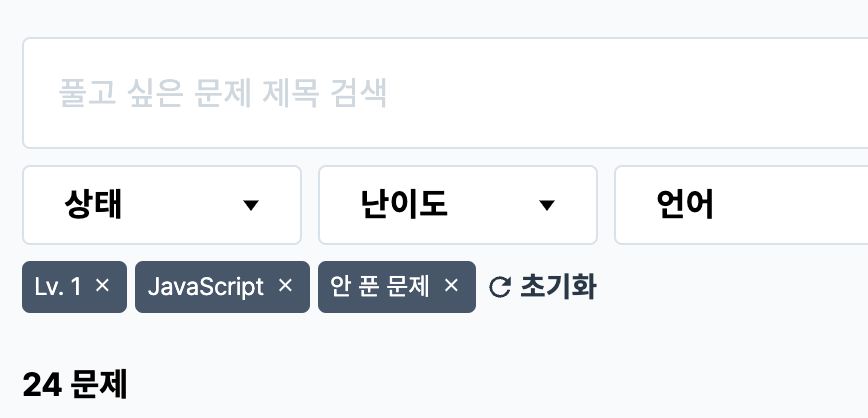 풀고 싶은 문제 제목 검색
상태 난이도 언어
Lv. 1 × JavaScript × 안 푼 문제 × 초기화
24 문제